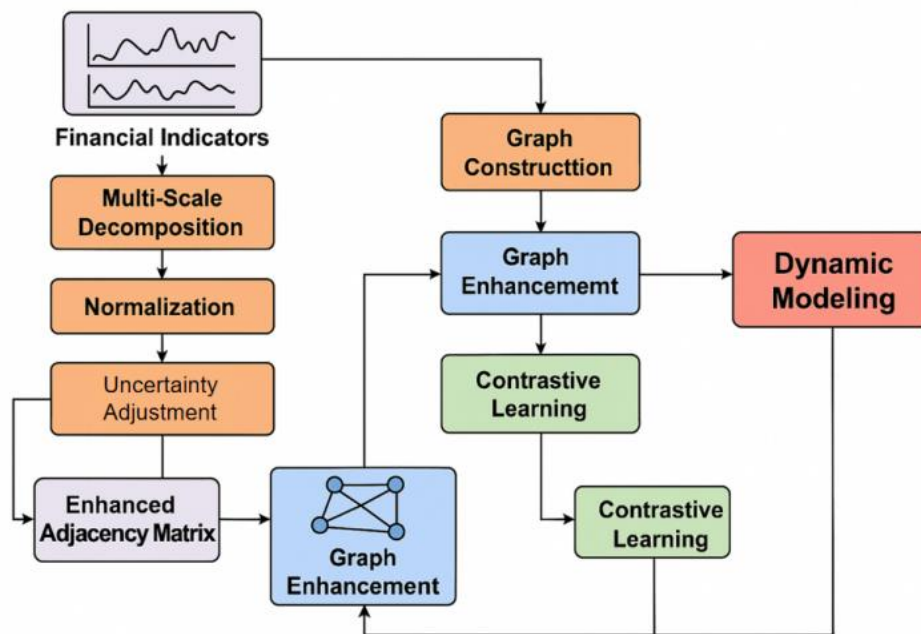 Financial Indicators
Multi-Scale
Decomposition
Normalization
Uncertainty
Adjustment
Enhanced
Adjacency Matrix
Graph
Enhancement
Graph
Constructtion
Graph
Enhancememt
Contrastive
Learning
Contrastive
Learning
Dynamic
Modeling